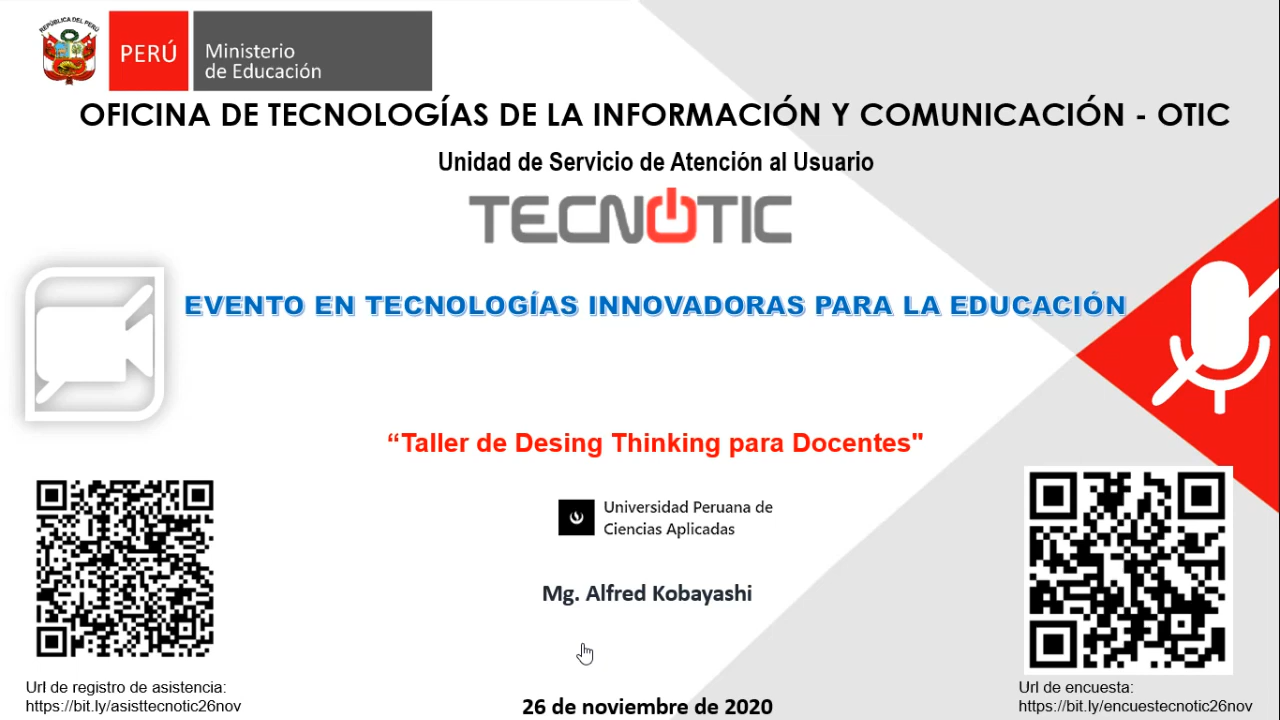 REPÚBLICA DEL PERÚ
PERÚ
Ministerio
de Educación
OFICINA DE TECNOLOGÍAS DE LA INFORMACIÓN Y COMUNICACIÓN - OTIC
Unidad de Servicio de Atención al Usuario
TECNOTIC
EVENTO EN TECNOLOGÍAS INNOVADORAS PARA LA EDUCACIÓN
“Taller de Desing Thinking para Docentes"
Universidad Peruana de
Ciencias Aplicadas
Mg. Alfred Kobayashi
Url de registro de asistencia:
https://bit.ly/asisttecnotic26nov
26 de noviembre de 2020
Url de encuesta:
https://bit.ly/encuestecnotic26nov